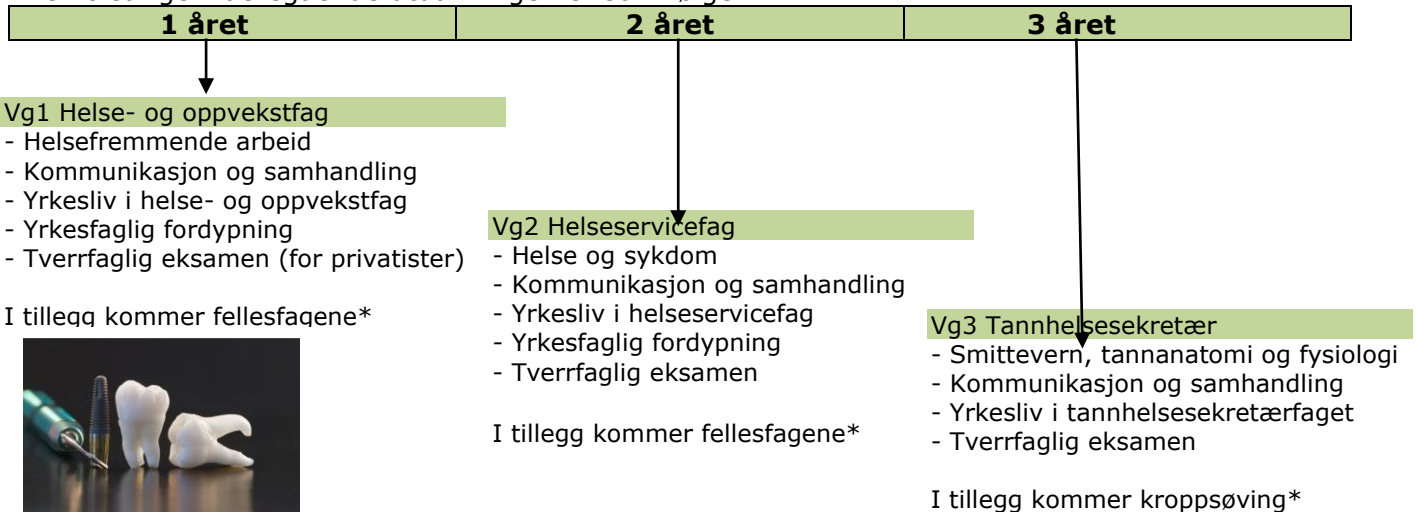 1 året
2 året
3 året
Vg1 Helse- og oppvekstfag
- Helsefremmende arbeid
- Kommunikasjon og samhandling
- Yrkesliv i helse- og oppvekstfag
- Yrkesfaglig fordypning
- Tverrfaglig eksamen (for privatister)
I tillegg kommer fellesfagene*
Vg2 Helseservicefag
- Helse og sykdom
- Kommunikasjon og samhandling
- Yrkesliv i helseservicefag
- Yrkesfaglig fordypning
- Tverrfaglig eksamen
I tillegg kommer fellesfagene*
Vg3 Tannhelsesekretær
- Smittevern, tannanatomi og fysiologi
- Kommunikasjon og samhandling
- Yrkesliv i tannhelsesekretærfaget
- Tverrfaglig eksamen
I tillegg kommer kroppsøving*